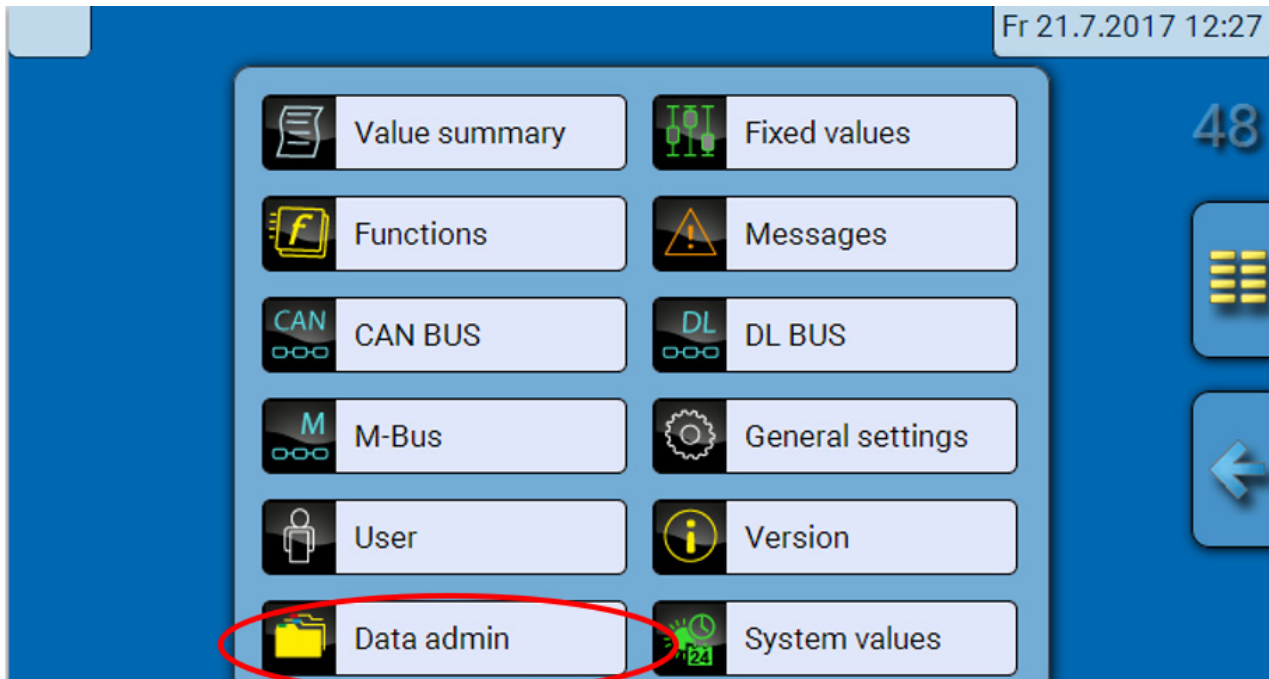 Fr 21.7.2017 12:27
48
Value summary
Fixed values
f
Functions
Messages
CAN
CAN BUS
DL
DL BUS
M
M-Bus
General settings
User
Version
Data admin
24
System values